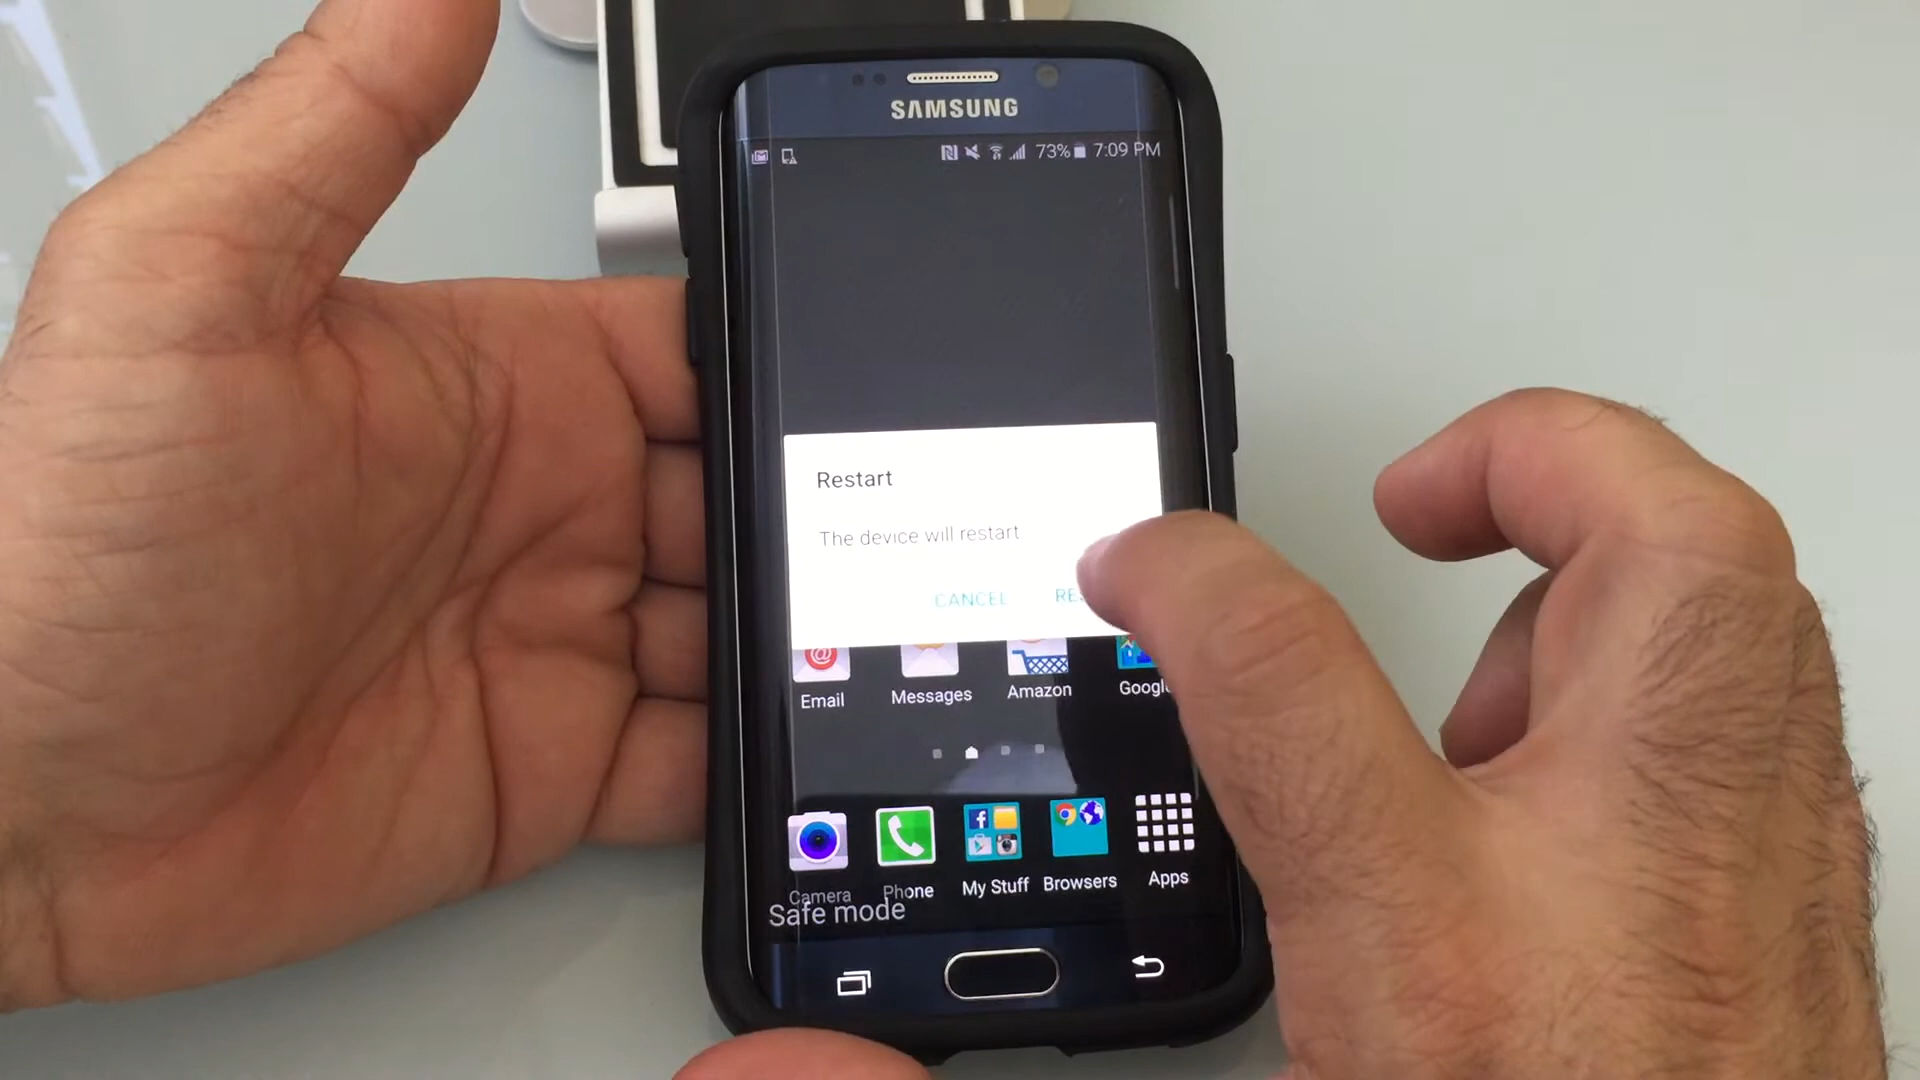 SAMSUNG
73% 7:09 PM
Restart
The device will restart
CANCEL
Email Messages Amazon
Camera Phone My Stuff Browsers Apps
Safe mode